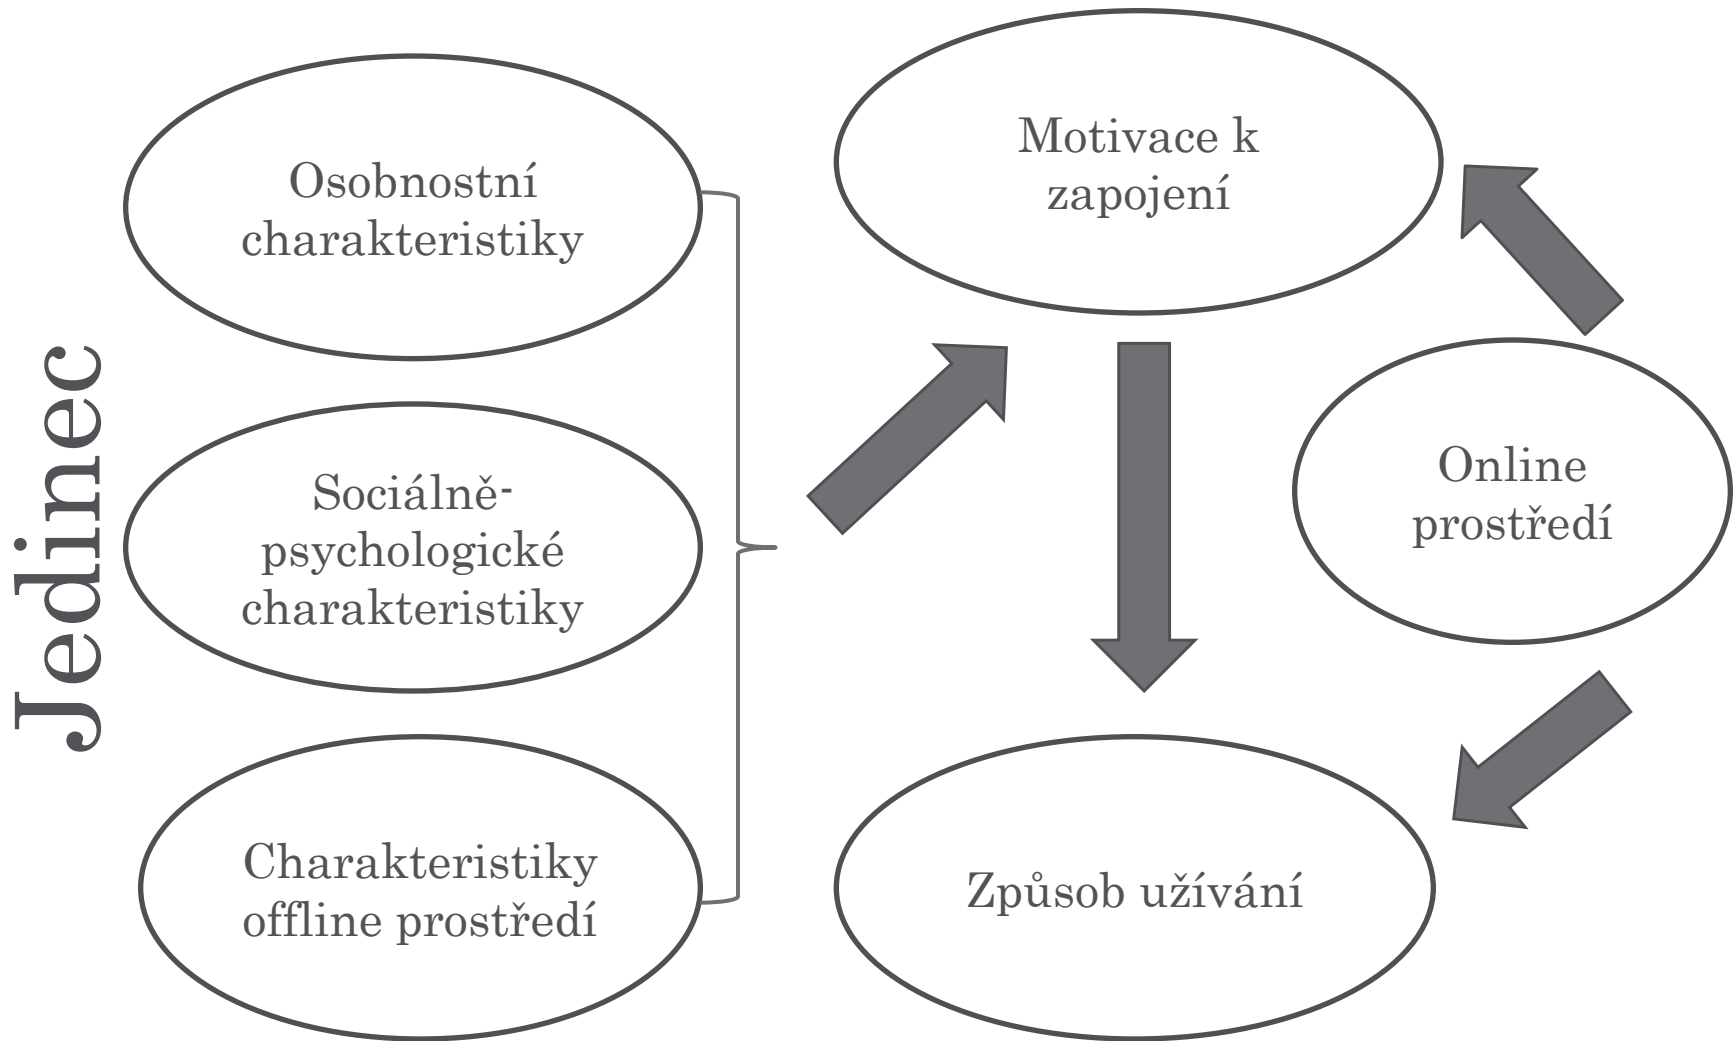 Jedinec
Osobnostní
charakteristiky
Sociálně-
psychologické
charakteristiky
Charakteristiky
offline prostředí
Motivace k
zapojení
Způsob užívání
Online
prostředí